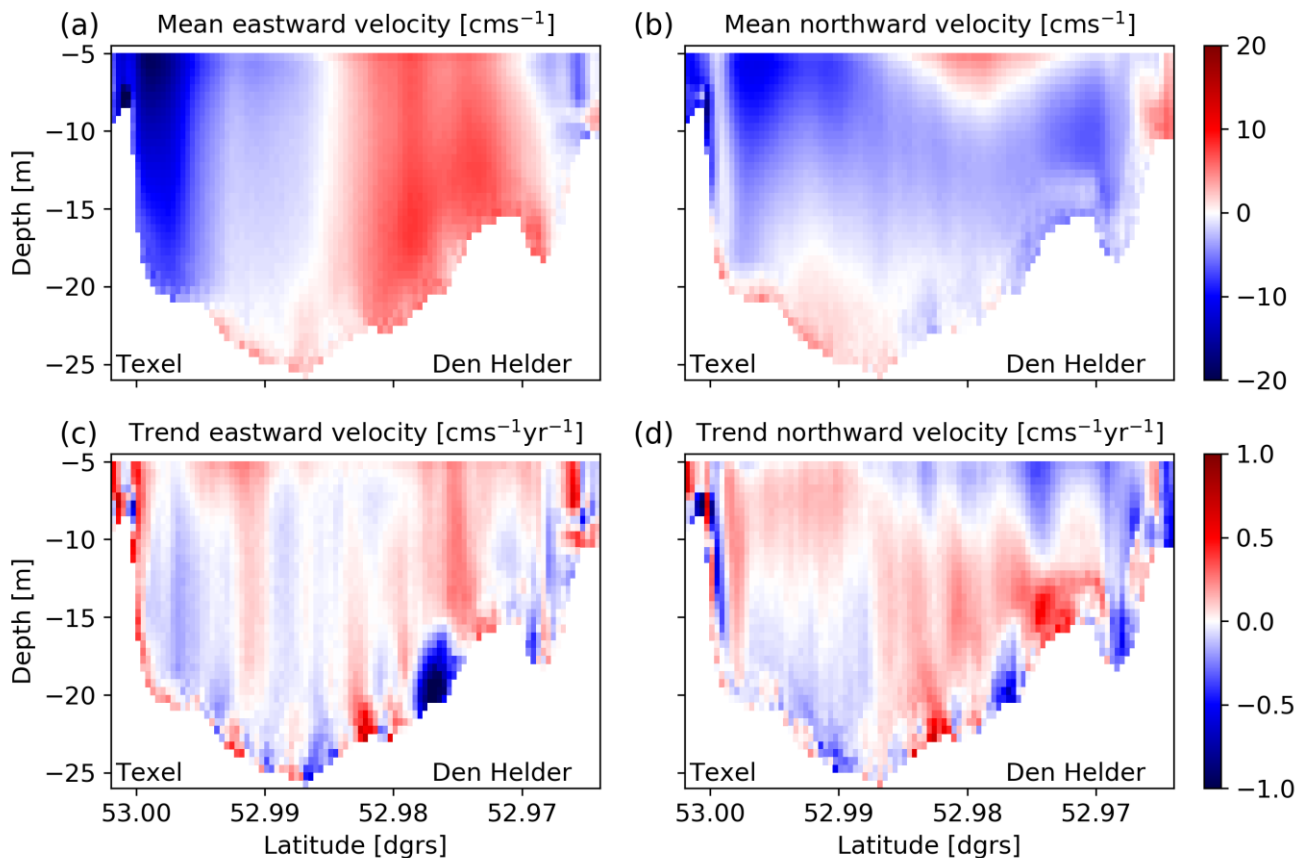 (a) Mean eastward velocity [cms⁻¹]
(b) Mean northward velocity [cms⁻¹]
Depth [m]
−5
−10
−15
−20
−25
Texel
Den Helder
Texel
Den Helder
20
10
0
−10
−20
(c) Trend eastward velocity [cms⁻¹yr⁻¹]
(d) Trend northward velocity [cms⁻¹yr⁻¹]
Depth [m]
−5
−10
−15
−20
−25
Texel
Den Helder
Texel
Den Helder
1.0
0.5
0.0
−0.5
−1.0
53.00
52.99
52.98
52.97
53.00
52.99
52.98
52.97
Latitude [dgrs]
Latitude [dgrs]